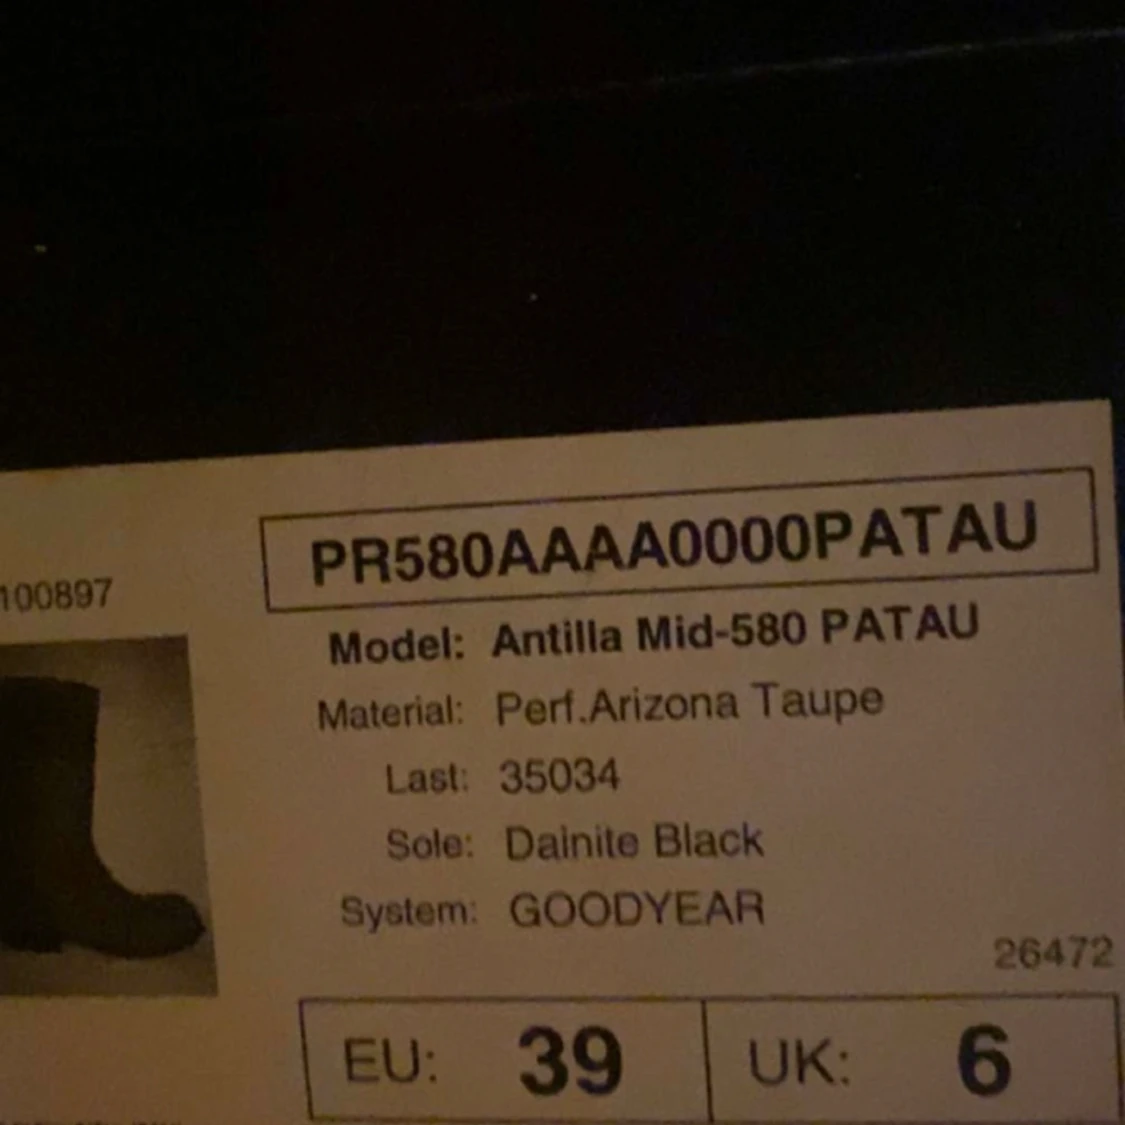 PR580AAAA0000PATAU
100897
Model: Antilla Mid-580 PATAU
Material: Perf.Arizona Taupe
Last: 35034
Sole: Dainite Black
System: GOODYEAR
26472
EU: 39 UK: 6